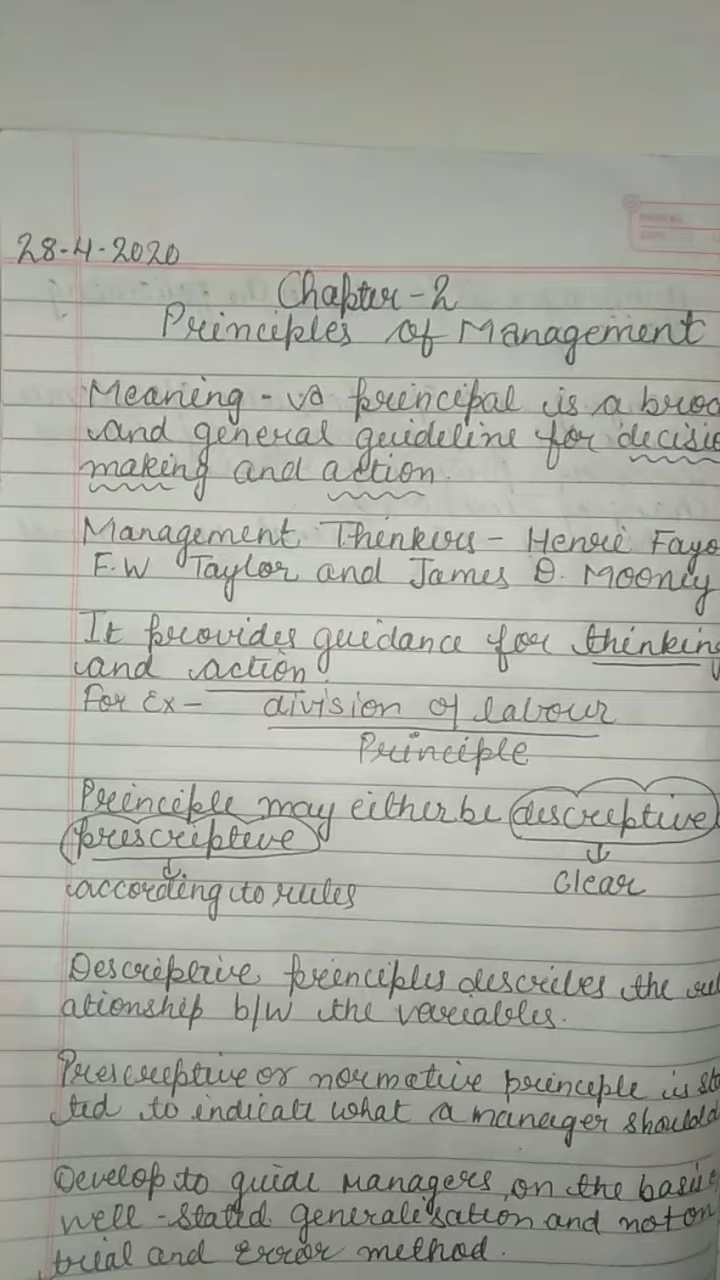 28-4-2020
Chapter-2
Principles of Management
Meaning - A principal is a broa
and general guideline for decisi
making and action.
Management Thinkers - Henri Fayo
F.W Taylor and James D. Mooney
It provides guidance for thinking
and action.
For Ex- division of labour
Principle
Principle may either be descriptive
prescriptive
according to rules
Clear
Descriptive principles describes the rel
ationship b/w the variables.
Prescriptive or normative principle is sta
ted to indicate what a manager should d
Develop to guide managers on the basis
well-stated generalisation and not on
trial and error method.